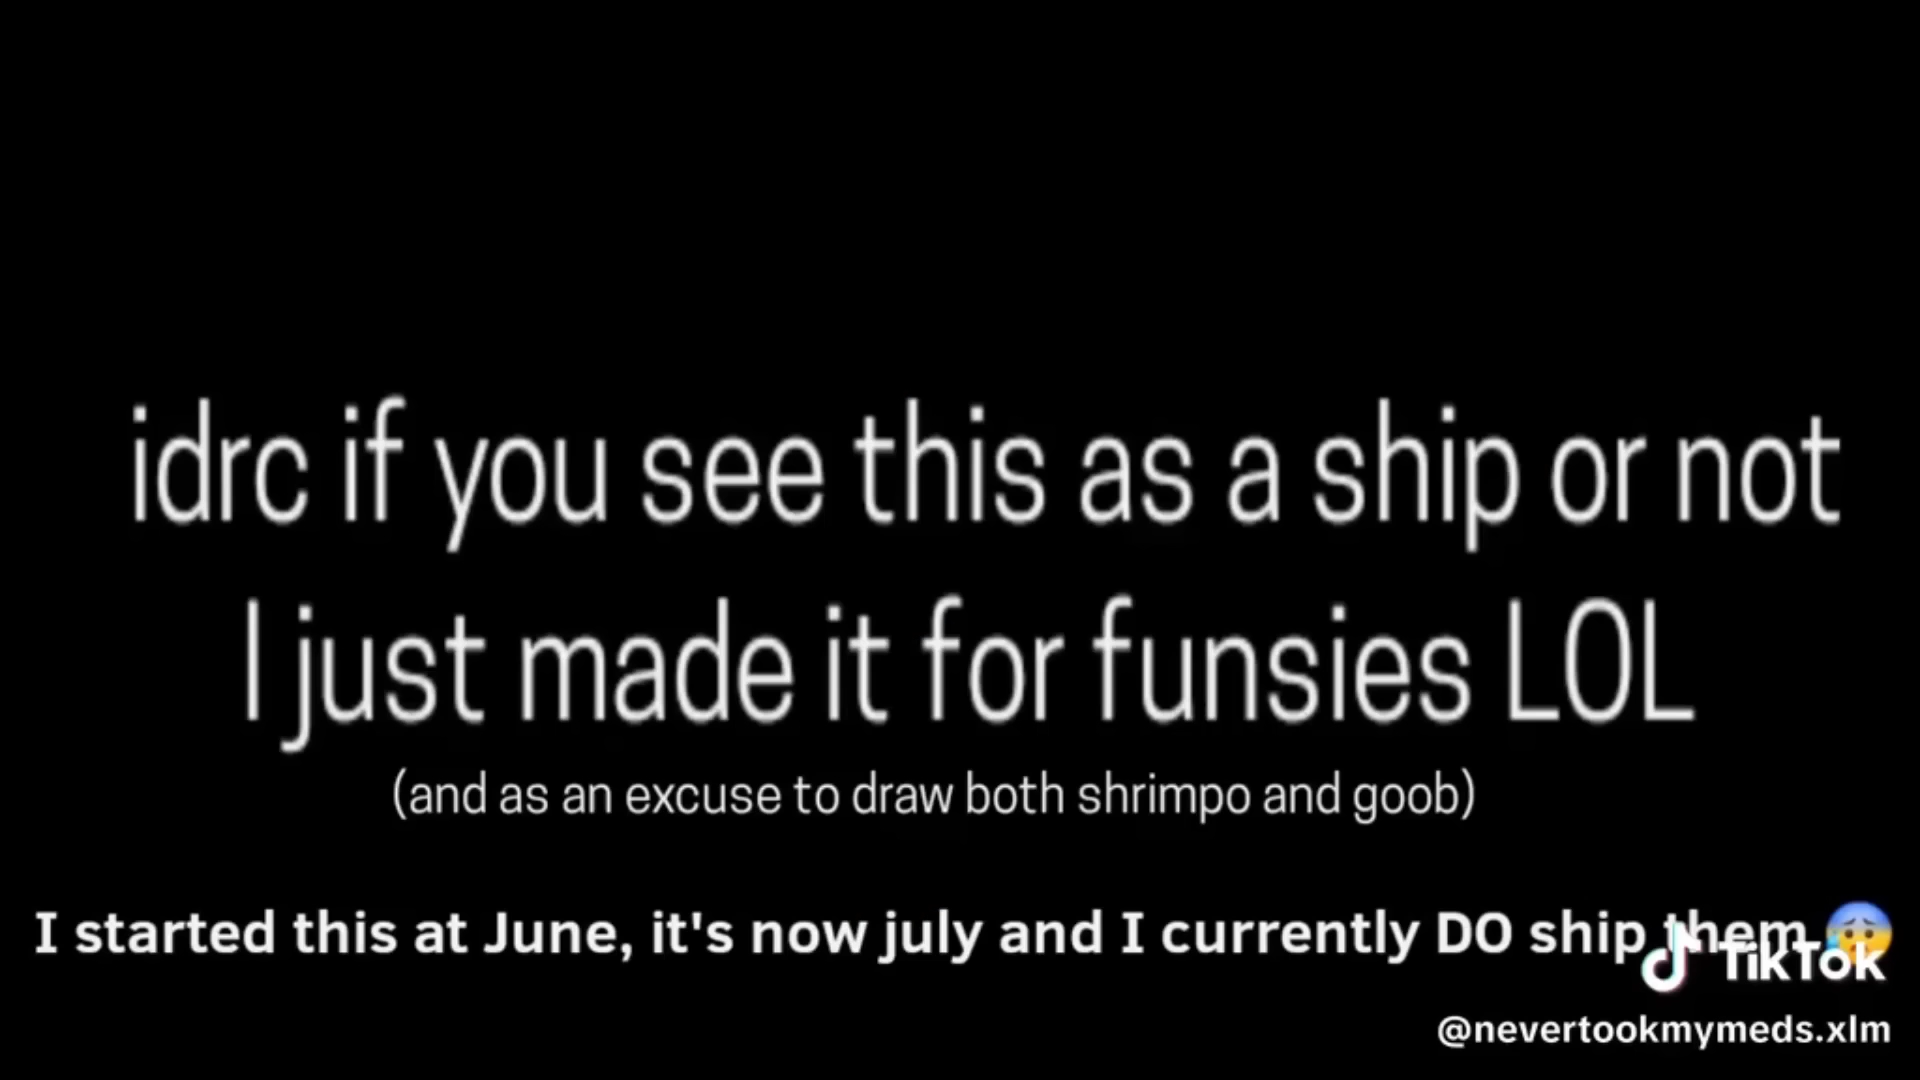 idrc if you see this as a ship or not
I just made it for funsies LOL
(and as an excuse to draw both shrimpo and goob)
I started this at June, it's now july and I currently DO ship them 😰
TikTok
@nevertookmymeds.xlm